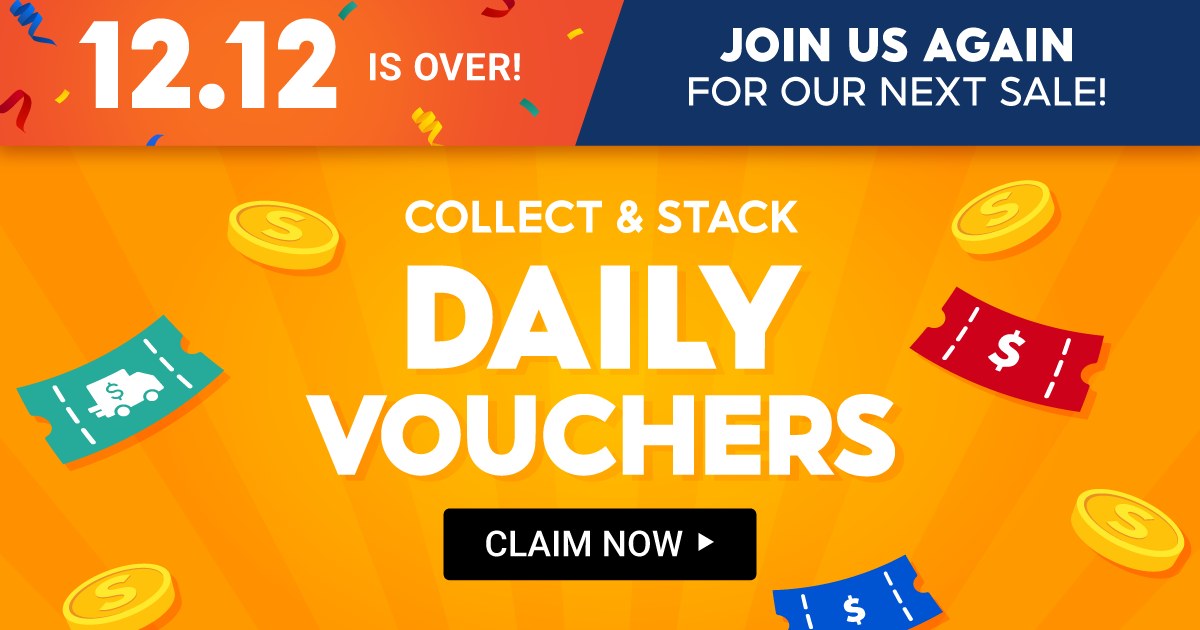 12.12 IS OVER!
JOIN US AGAIN
FOR OUR NEXT SALE!
COLLECT & STACK
DAILY
VOUCHERS
CLAIM NOW
S
S
$
$
S
S
$